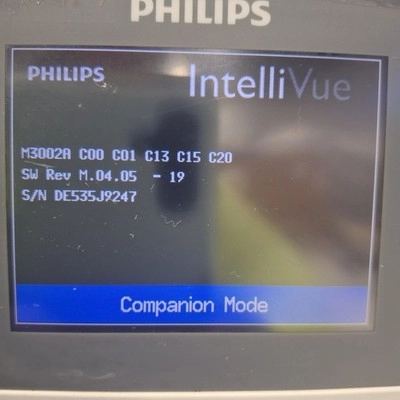 PHILIPS
PHILIPS IntelliVue
M3002A C00 C01 C13 C15 C20
SW Rev M.04.05 - 19
S/N DE535J9247
Companion Mode